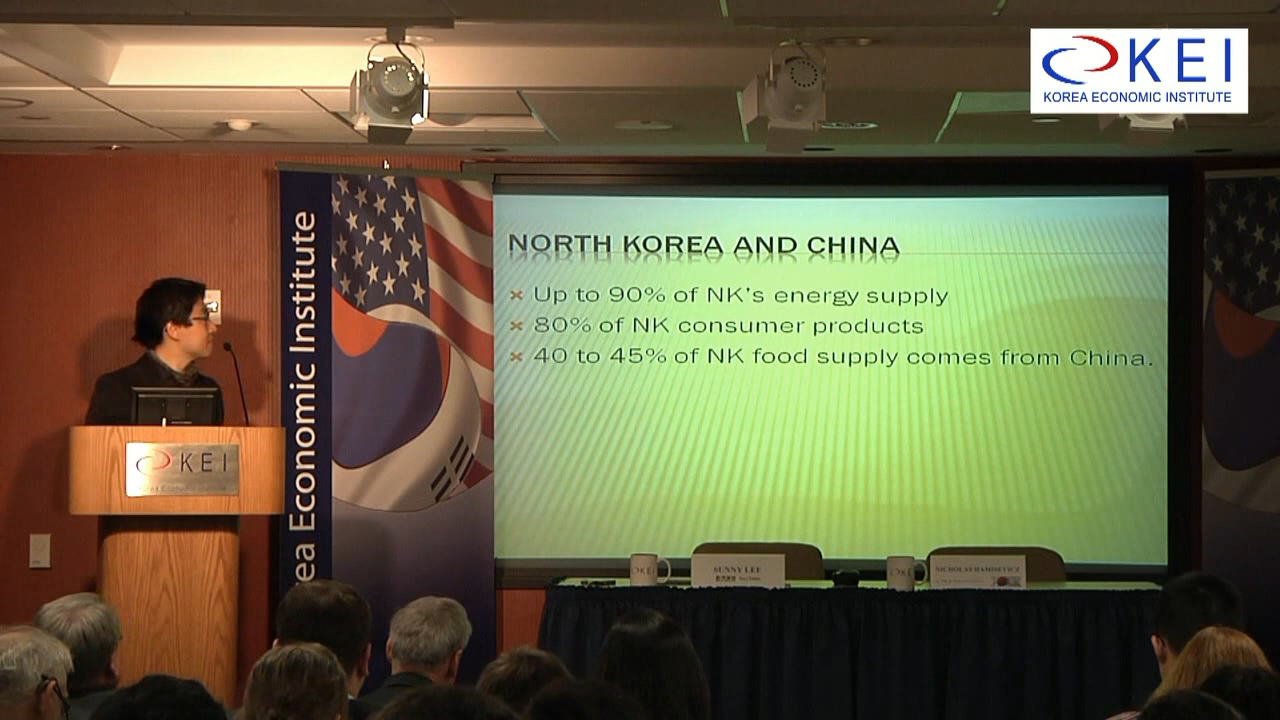 KEI
KOREA ECONOMIC INSTITUTE
ea Economic Institute
NORTH KOREA AND CHINA
Up to 90% of NK's energy supply
80% of NK consumer products
40 to 45% of NK food supply comes from China.
KEI
KEI
SUNNY LEE
KEI
NICHOLAS HAMISEVICZ